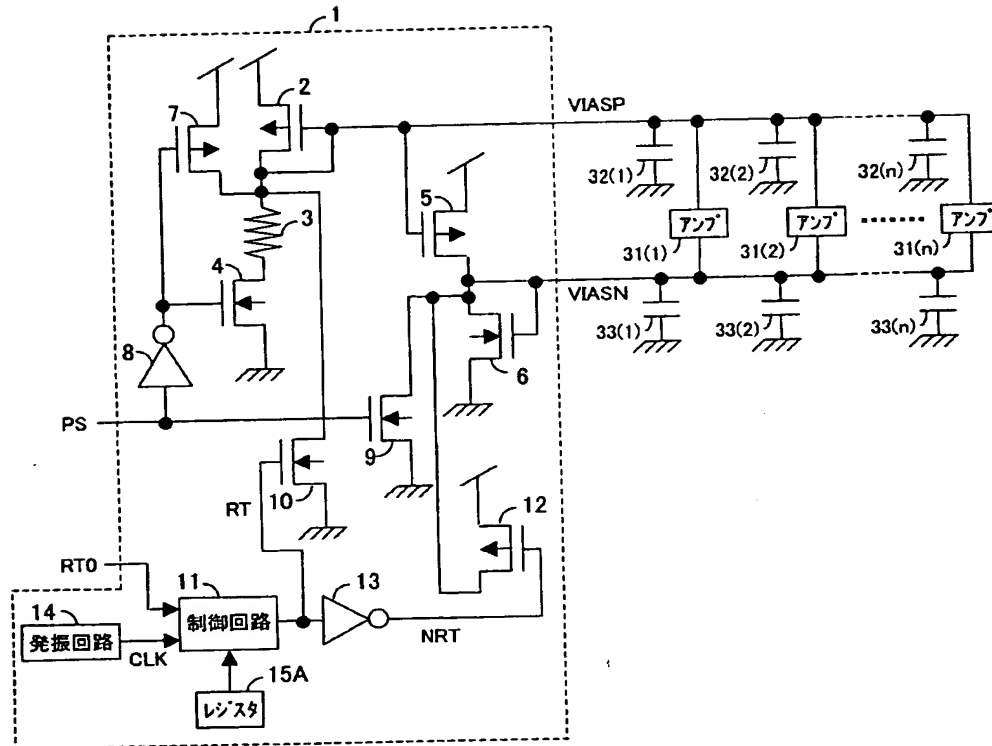 1
7
2
VIASP
32(1)
32(2)
32(n)
5
3
アンプ
アンプ
アンプ
31(1)
31(2)
31(n)
4
VIASN
33(1)
33(2)
33(n)
8
6
PS
9
10
RT
12
RT0
11
13
14
制御回路
発振回路
CLK
NRT
15A
レジスタ